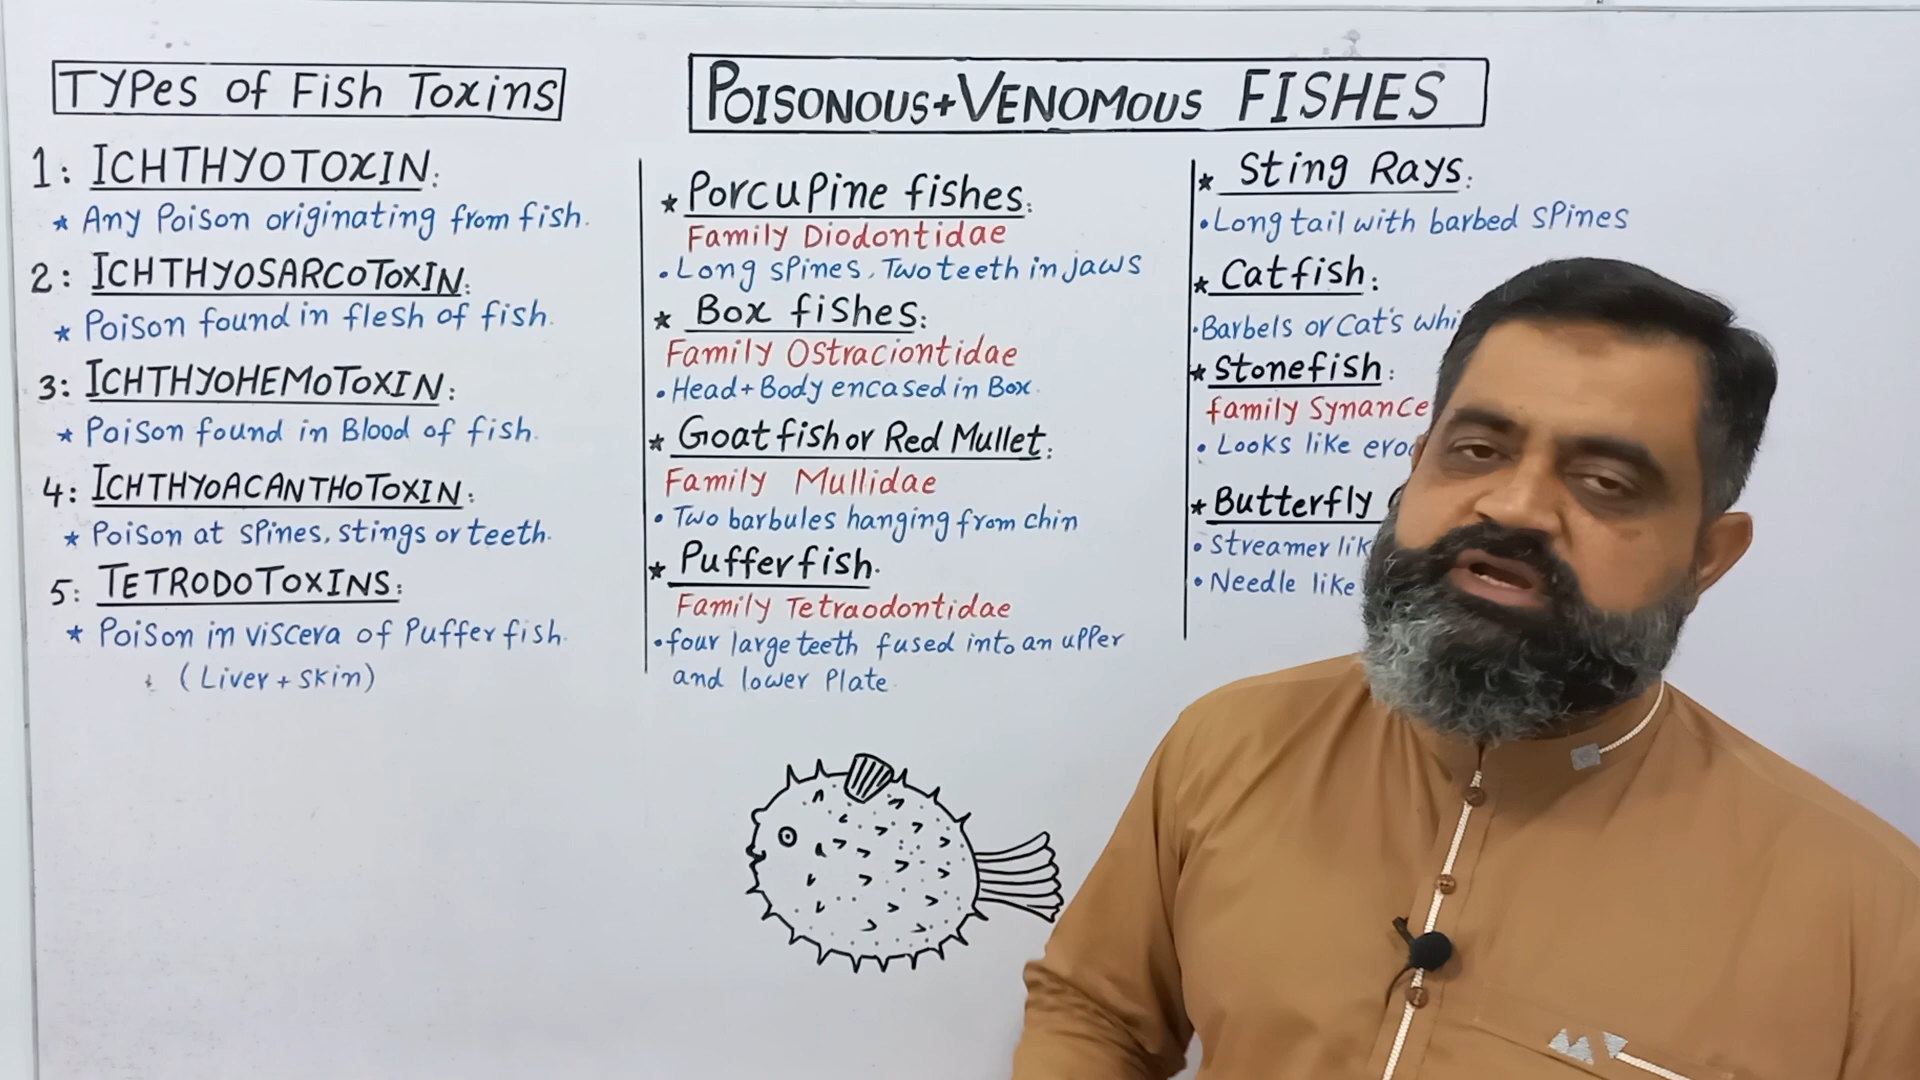 Types of Fish Toxins
1: ICHTHYOTOXIN:
* Any Poison originating from fish.
2: ICHTHYOSARCOTOXIN:
* Poison found in flesh of fish.
3: ICHTHYOHEMOTOXIN:
* Poison found in Blood of fish.
4: ICHTHYOACANTHOTOXIN:
* Poison at spines, stings or teeth.
5: TETRODOTOXINS:
* Poison in viscera of Puffer fish.
(Liver + skin)
POISONOUS+VENOMOUS FISHES
* Porcupine fishes:
Family Diodontidae
• Long spines, Two teeth in jaws
* Box fishes:
Family Ostraciontidae
• Head + Body encased in Box.
* Goat fish or Red Mullet:
Family Mullidae
• Two barbules hanging from chin
* Puffer fish.
Family Tetraodontidae
• four large teeth fused into an upper
and lower Plate.
* Sting Rays:
• Long tail with barbed spines
* Catfish:
• Barbels or Cat's
* Stonefish:
family
• Looks like
* Butterfly
• Streamer
• Needle like